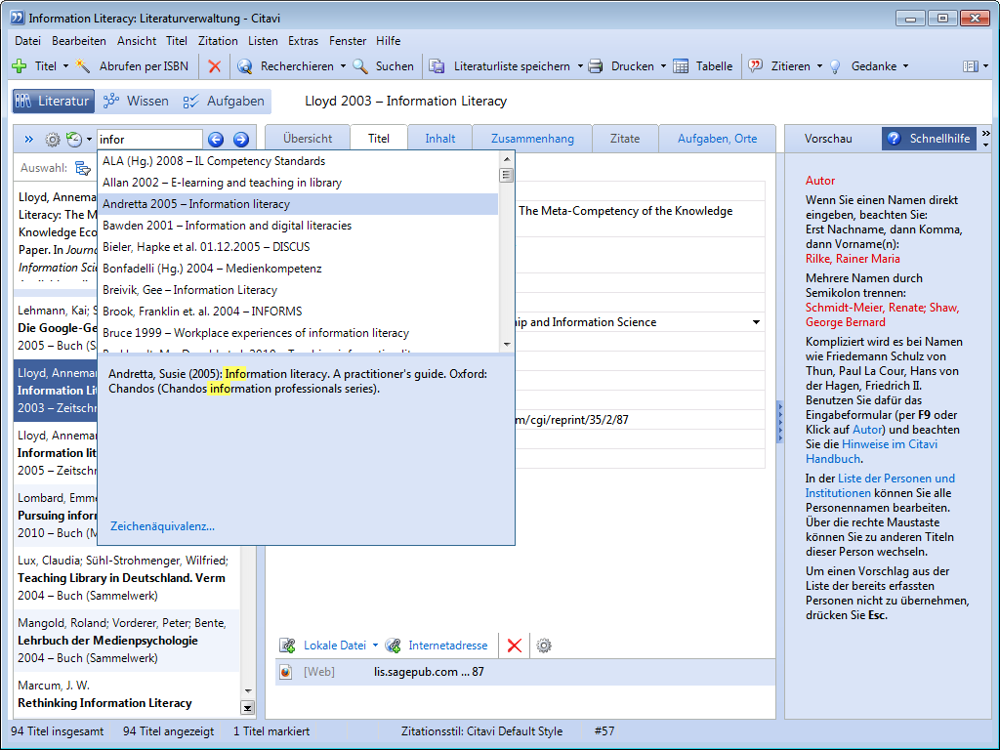 Information Literacy: Literaturverwaltung - Citavi
Datei Bearbeiten Ansicht Titel Zitation Listen Extras Fenster Hilfe
Titel Abrufen per ISBN Recherchieren Suchen Literaturliste speichern Drucken Tabelle Zitieren Gedanke
Literatur Wissen Aufgaben Lloyd 2003 – Information Literacy
infor
Übersicht Titel Inhalt Zusammenhang Zitate Aufgaben, Orte
Vorschau Schnellhilfe
Auswahl:
Lloyd, Annema
Literacy: The M
Knowledge Eco
Paper. In Journa
Information Scie
Lehmann, Kai; S
Die Google-Ge
2005 – Buch (S
Lloyd, Annemar
Information Lit
2003 – Zeitschr
Lloyd, Annemar
Information lit
2005 – Zeitschr
Lombard, Emme
Pursuing inforn
2010 – Buch (M
Lux, Claudia; Sühl-Strohmenger, Wilfried;
Teaching Library in Deutschland. Verm
2004 – Buch (Sammelwerk)
Mangold, Roland; Vorderer, Peter; Bente,
Lehrbuch der Medienpsychologie
2004 – Buch (Sammelwerk)
Marcum, J. W.
Rethinking Information Literacy
ALA (Hg.) 2008 – IL Competency Standards
Allan 2002 – E-learning and teaching in library
Andretta 2005 – Information literacy
Bawden 2001 – Information and digital literacies
Bieler, Hapke et al. 01.12.2005 – DISCUS
Bonfadelli (Hg.) 2004 – Medienkompetenz
Breivik, Gee – Information Literacy
Brook, Franklin et. al. 2004 – INFORMS
Bruce 1999 – Workplace experiences of information literacy
Andretta, Susie (2005): Information literacy. A practitioner's guide. Oxford:
Chandos (Chandos information professionals series).
Zeichenäquivalenz...
The Meta-Competency of the Knowledge
ip and Information Science
m/cgi/reprint/35/2/87
Lokale Datei Internetadresse
[Web] lis.sagepub.com ... 87
Autor
Wenn Sie einen Namen direkt
eingeben, beachten Sie:
Erst Nachname, dann Komma,
dann Vorname(n):
Rilke, Rainer Maria
Mehrere Namen durch
Semikolon trennen:
Schmidt-Meier, Renate; Shaw,
George Bernard
Kompliziert wird es bei Namen
wie Friedemann Schulz von
Thun, Paul La Cour, Hans von
der Hagen, Friedrich II.
Benutzen Sie dafür das
Eingabeformular (per F9 oder
Klick auf Autor) und beachten
Sie die Hinweise im Citavi
Handbuch.
In der Liste der Personen und
Institutionen können Sie alle
Personennamen bearbeiten.
Über die rechte Maustaste
können Sie zu anderen Titeln
dieser Person wechseln.
Um einen Vorschlag aus der
Liste der bereits erfassten
Personen nicht zu übernehmen,
drücken Sie Esc.
94 Titel insgesamt 94 Titel angezeigt 1 Titel markiert Zitationsstil: Citavi Default Style #57